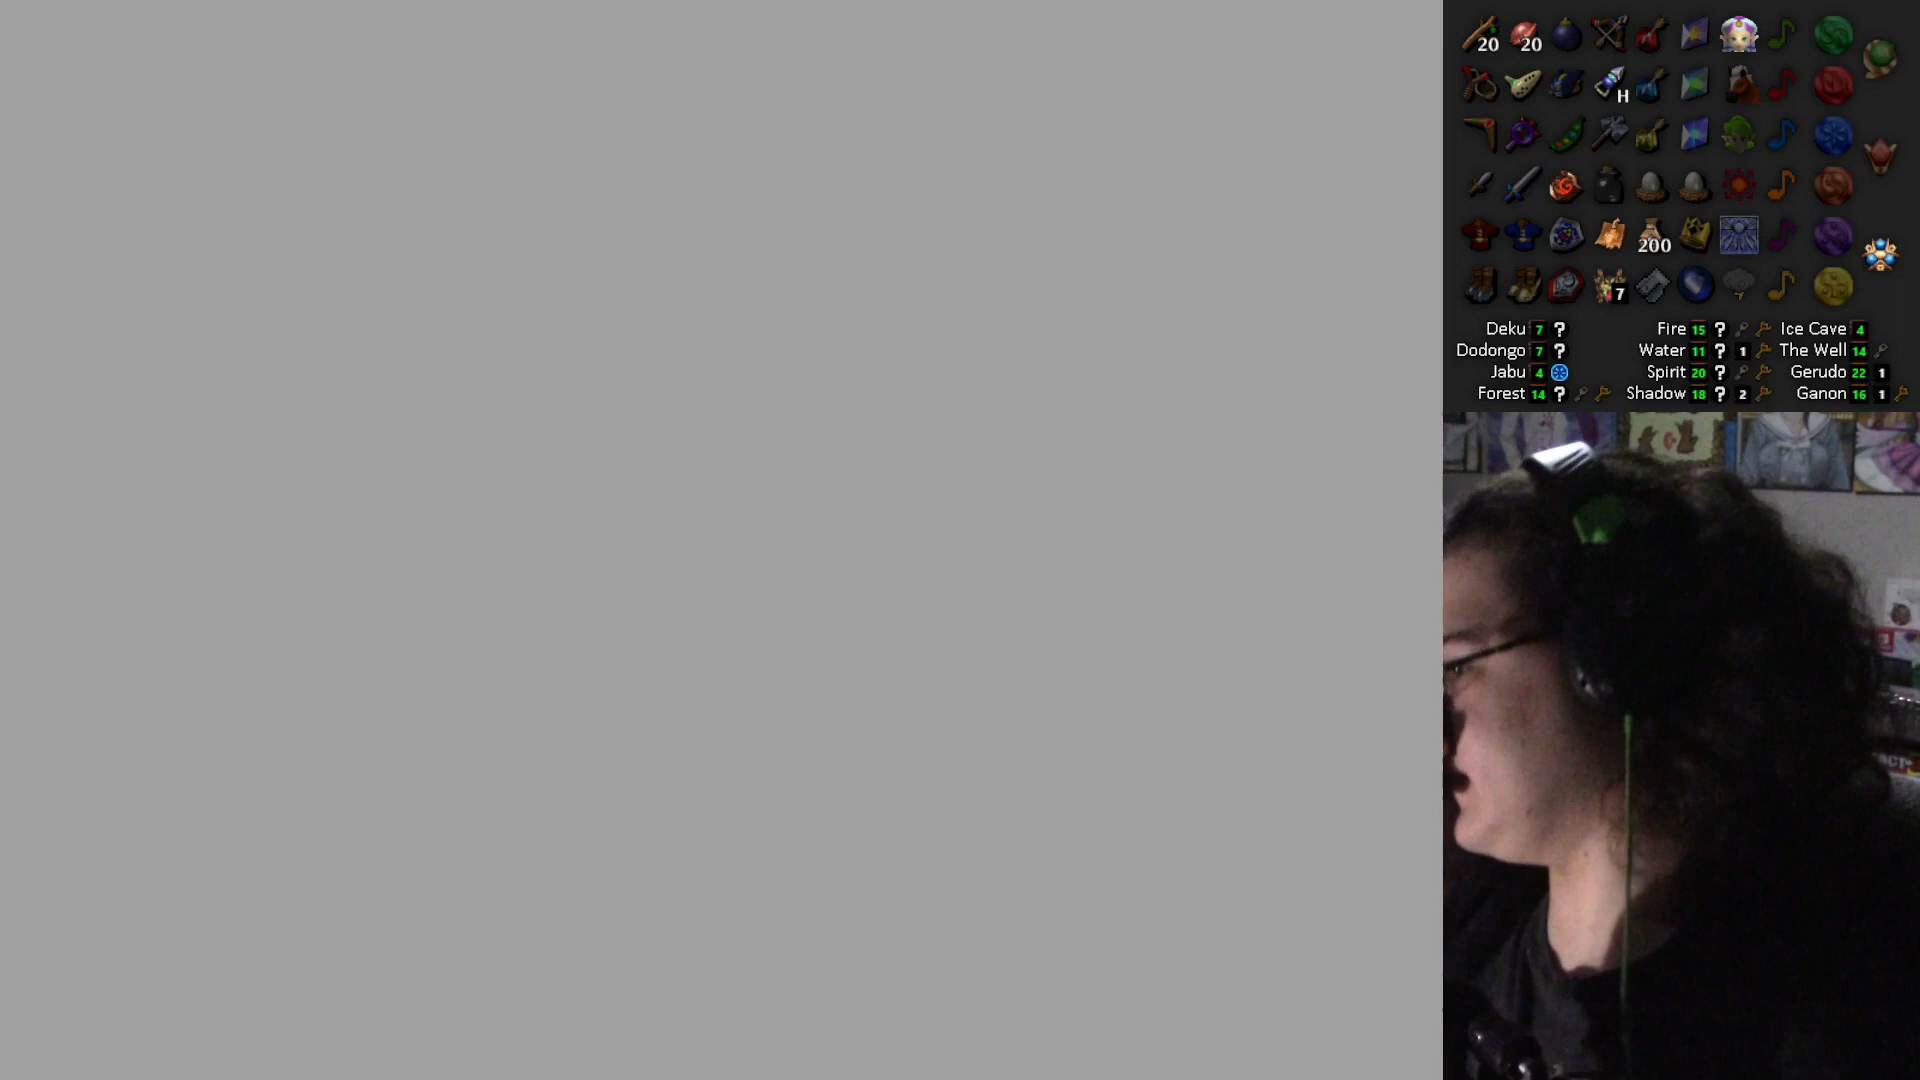 20 20
H
200
7
Deku 7 ? Fire 15 ? Ice Cave 4
Dodongo 7 ? Water 11 ? 1 The Well 14
Jabu 4 Spirit 20 ? Gerudo 22 1
Forest 14 ? Shadow 18 ? 2 Ganon 16 1